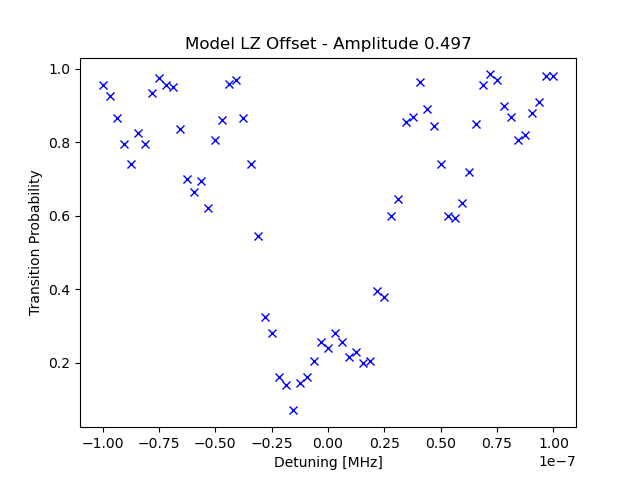 Model LZ Offset - Amplitude 0.497
Transition Probability
1.0
0.8
0.6
0.4
0.2
−1.00 −0.75 −0.50 −0.25 0.00 0.25 0.50 0.75 1.00
1e−7
Detuning [MHz]